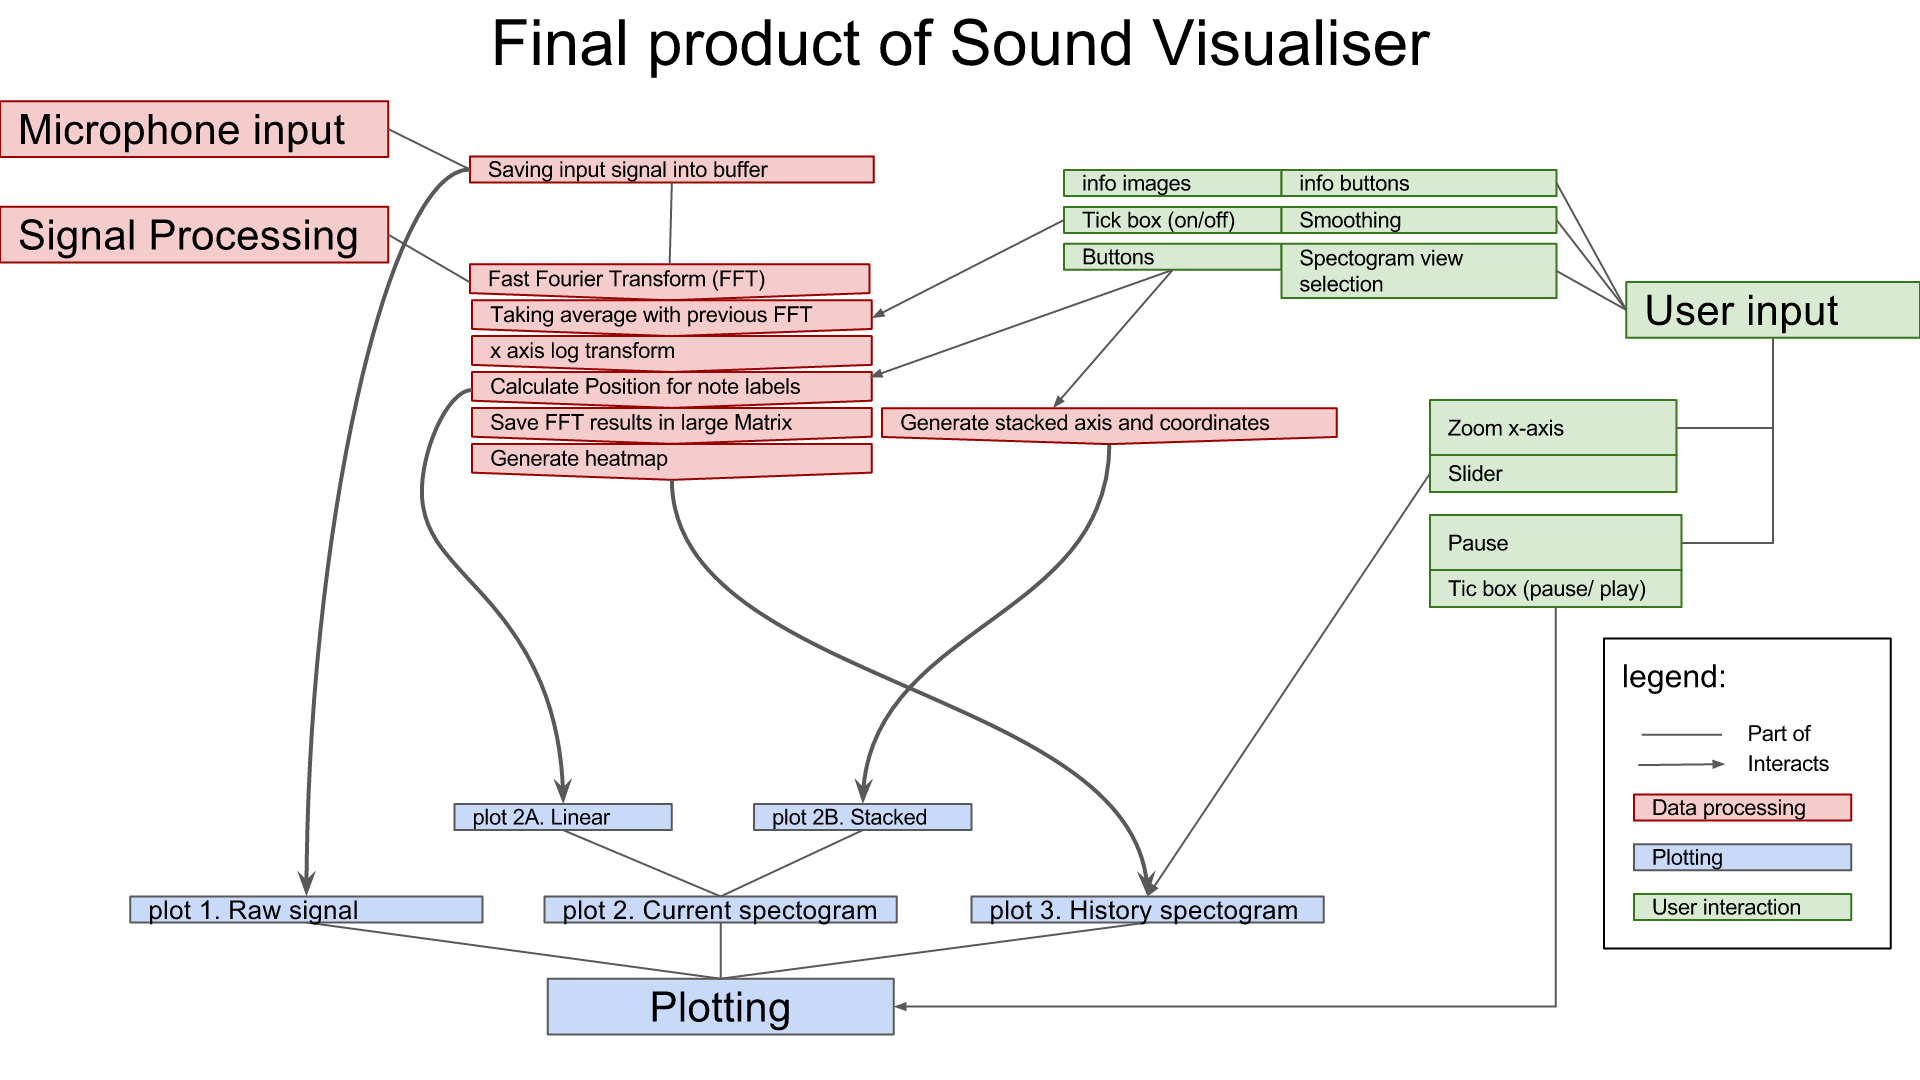 Final product of Sound Visualiser
Microphone input
Saving input signal into buffer
Signal Processing
Fast Fourier Transform (FFT)
Taking average with previous FFT
x axis log transform
Calculate Position for note labels
Save FFT results in large Matrix
Generate heatmap
Generate stacked axis and coordinates
info images
info buttons
Tick box (on/off)
Smoothing
Buttons
Spectogram view
selection
User input
Zoom x-axis
Slider
Pause
Tic box (pause/ play)
legend:
Part of
Interacts
Data processing
Plotting
User interaction
plot 2A. Linear
plot 2B. Stacked
plot 1. Raw signal
plot 2. Current spectogram
plot 3. History spectogram
Plotting